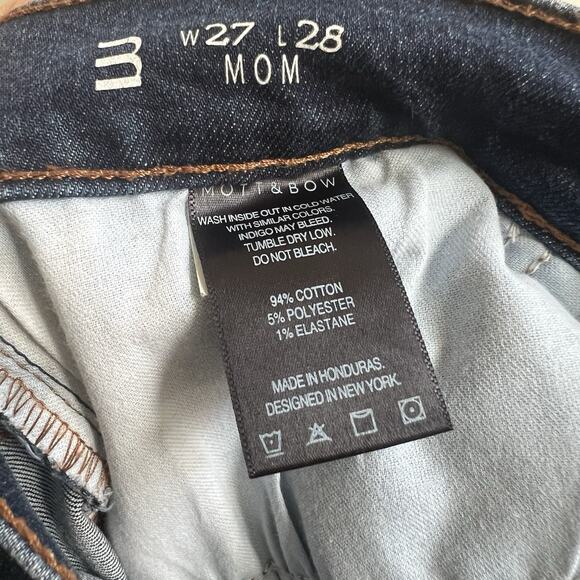 W27 L28
MOM
MOTT & BOW
WASH INSIDE OUT IN COLD WATER
WITH SIMILAR COLORS.
INDIGO MAY BLEED.
TUMBLE DRY LOW.
DO NOT BLEACH.
94% COTTON
5% POLYESTER
1% ELASTANE
MADE IN HONDURAS.
DESIGNED IN NEW YORK.